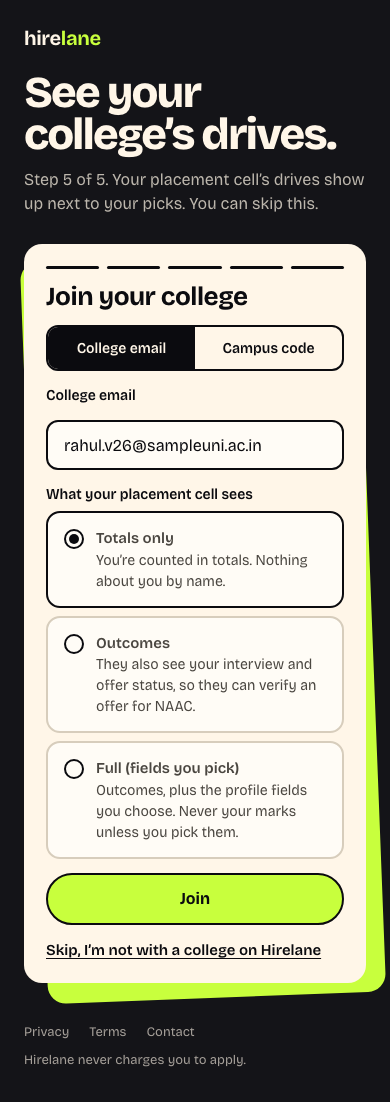 hirelane
See your
college's drives.
Step 5 of 5. Your placement cell's drives show
up next to your picks. You can skip this.
Join your college
College email
Campus code
College email
rahul.v26@sampleuni.ac.in
What your placement cell sees
Totals only
You're counted in totals. Nothing
about you by name.
Outcomes
They also see your interview and
offer status, so they can verify an
offer for NAAC.
Full (fields you pick)
Outcomes, plus the profile fields
you choose. Never your marks
unless you pick them.
Join
Skip, I'm not with a college on Hirelane
Privacy Terms Contact
Hirelane never charges you to apply.